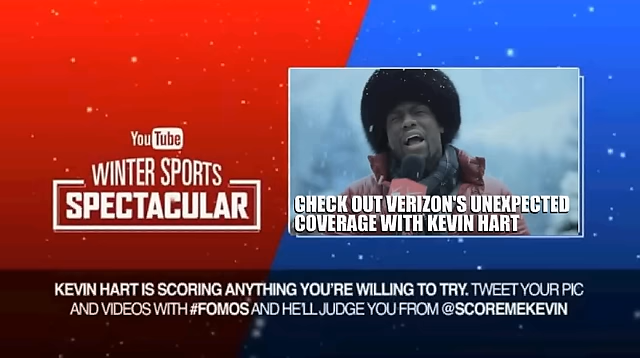 YouTube
WINTER SPORTS
SPECTACULAR
CHECK OUT VERIZON'S UNEXPECTED
COVERAGE WITH KEVIN HART
KEVIN HART IS SCORING ANYTHING YOU'RE WILLING TO TRY. TWEET YOUR PIC
AND VIDEOS WITH #FOMOS AND HE'LL JUDGE YOU FROM @SCOREMEKEVIN